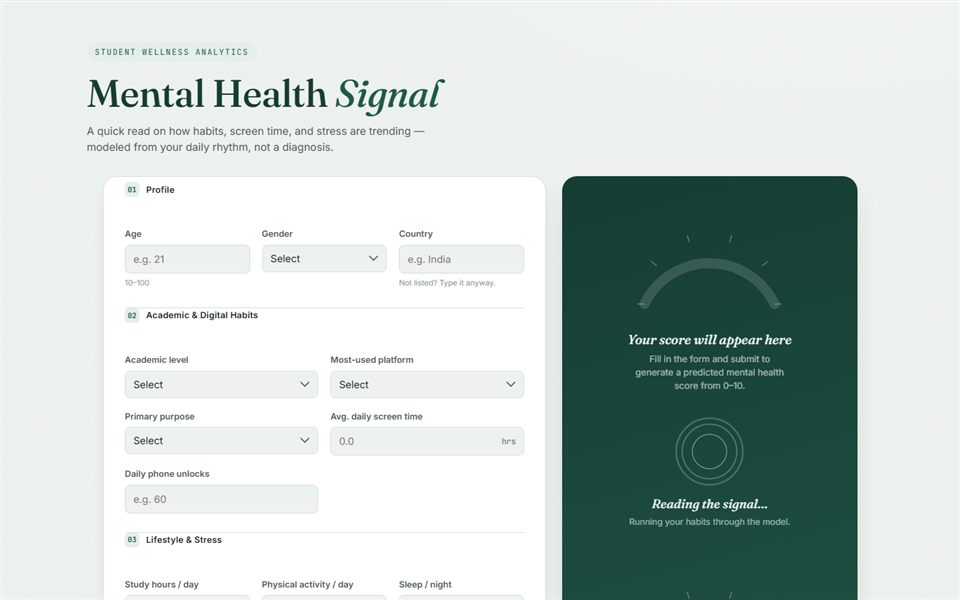 STUDENT WELLNESS ANALYTICS
Mental Health Signal
A quick read on how habits, screen time, and stress are trending —
modeled from your daily rhythm, not a diagnosis.
01 Profile
Age Gender Country
e.g. 21 Select e.g. India
10–100 Not listed? Type it anyway.
02 Academic & Digital Habits
Academic level Most-used platform
Select Select
Primary purpose Avg. daily screen time
Select 0.0 hrs
Daily phone unlocks
e.g. 60
03 Lifestyle & Stress
Study hours / day Physical activity / day Sleep / night
Your score will appear here
Fill in the form and submit to
generate a predicted mental health
score from 0–10.
Reading the signal...
Running your habits through the model.